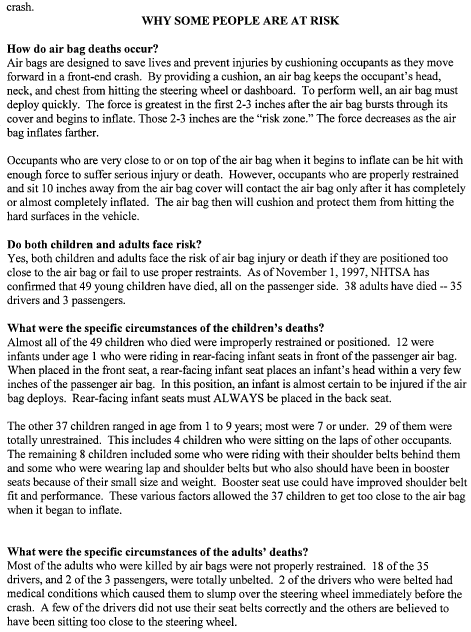 crash.
WHY SOME PEOPLE ARE AT RISK
How do air bag deaths occur?
Air bags are designed to save lives and prevent injuries by cushioning occupants as they move
forward in a front-end crash. By providing a cushion, an air bag keeps the occupant's head,
neck, and chest from hitting the steering wheel or dashboard. To perform well, an air bag must
deploy quickly. The force is greatest in the first 2-3 inches after the air bag bursts through its
cover and begins to inflate. Those 2-3 inches are the "risk zone." The force decreases as the air
bag inflates farther.
Occupants who are very close to or on top of the air bag when it begins to inflate can be hit with
enough force to suffer serious injury or death. However, occupants who are properly restrained
and sit 10 inches away from the air bag cover will contact the air bag only after it has completely
or almost completely inflated. The air bag then will cushion and protect them from hitting the
hard surfaces in the vehicle.
Do both children and adults face risk?
Yes, both children and adults face the risk of air bag injury or death if they are positioned too
close to the air bag or fail to use proper restraints. As of November 1, 1997, NHTSA has
confirmed that 49 young children have died, all on the passenger side. 38 adults have died -- 35
drivers and 3 passengers.
What were the specific circumstances of the children's deaths?
Almost all of the 49 children who died were improperly restrained or positioned. 12 were
infants under age 1 who were riding in rear-facing infant seats in front of the passenger air bag.
When placed in the front seat, a rear-facing infant seat places an infant's head within a very few
inches of the passenger air bag. In this position, an infant is almost certain to be injured if the air
bag deploys. Rear-facing infant seats must ALWAYS be placed in the back seat.
The other 37 children ranged in age from 1 to 9 years; most were 7 or under. 29 of them were
totally unrestrained. This includes 4 children who were sitting on the laps of other occupants.
The remaining 8 children included some who were riding with their shoulder belts behind them
and some who were wearing lap and shoulder belts but who also should have been in booster
seats because of their small size and weight. Booster seat use could have improved shoulder belt
fit and performance. These various factors allowed the 37 children to get too close to the air bag
when it began to inflate.
What were the specific circumstances of the adults' deaths?
Most of the adults who were killed by air bags were not properly restrained. 18 of the 35
drivers, and 2 of the 3 passengers, were totally unbelted. 2 of the drivers who were belted had
medical conditions which caused them to slump over the steering wheel immediately before the
crash. A few of the drivers did not use their seat belts correctly and the others are believed to
have been sitting too close to the steering wheel.